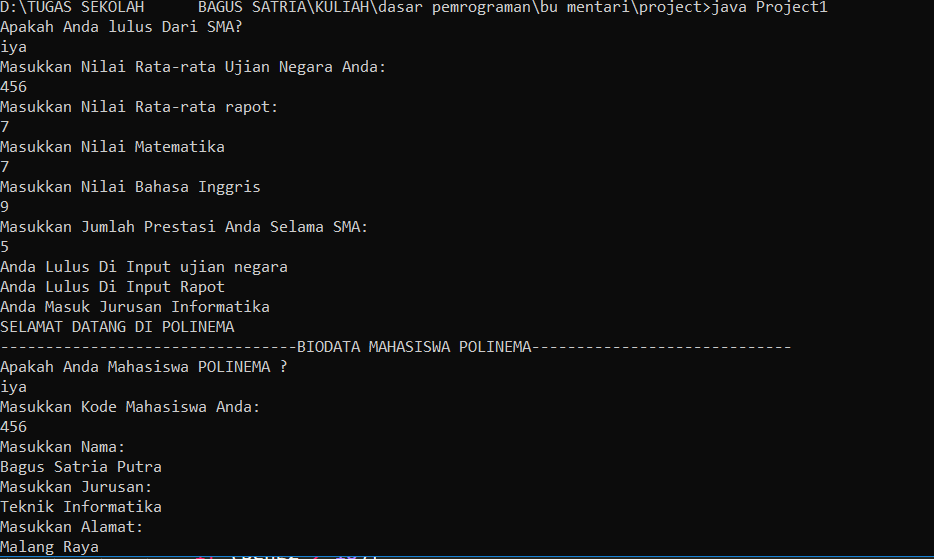 D:\TUGAS SEKOLAH      BAGUS SATRIA\KULIAH\dasar pemrograman\bu mentari\project>java Project1
Apakah Anda lulus Dari SMA?
iya
Masukkan Nilai Rata-rata Ujian Negara Anda:
456
Masukkan Nilai Rata-rata rapot:
7
Masukkan Nilai Matematika
7
Masukkan Nilai Bahasa Inggris
9
Masukkan Jumlah Prestasi Anda Selama SMA:
5
Anda Lulus Di Input ujian negara
Anda Lulus Di Input Rapot
Anda Masuk Jurusan Informatika
SELAMAT DATANG DI POLINEMA
---------------------------------BIODATA MAHASISWA POLINEMA-----------------------------
Apakah Anda Mahasiswa POLINEMA ?
iya
Masukkan Kode Mahasiswa Anda:
456
Masukkan Nama:
Bagus Satria Putra
Masukkan Jurusan:
Teknik Informatika
Masukkan Alamat:
Malang Raya